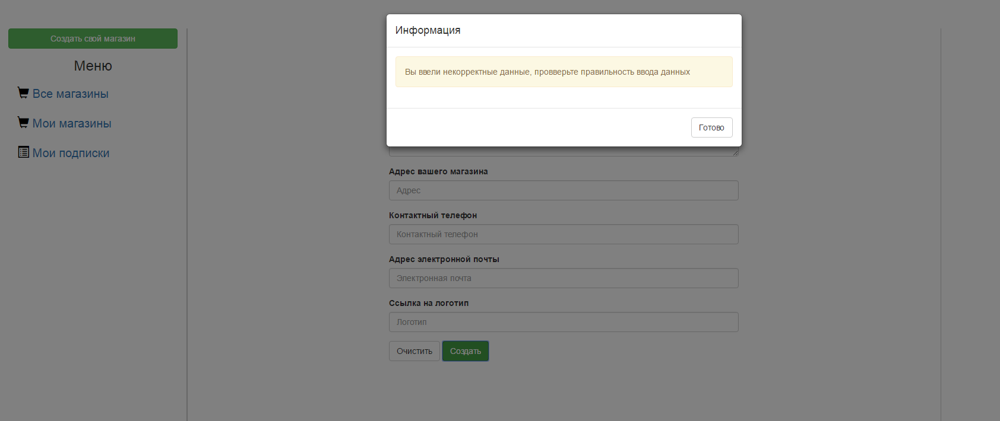 Создать свой магазин
Меню
Все магазины
Мои магазины
Мои подписки
Информация
Вы ввели некорректные данные, провверьте правильность ввода данных
Готово
Адрес вашего магазина
Адрес
Контактный телефон
Контактный телефон
Адрес электронной почты
Электронная почта
Ссылка на логотип
Логотип
Очистить
Создать